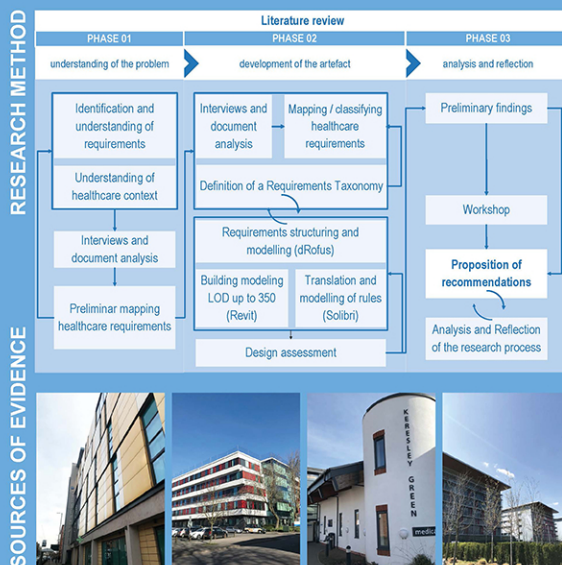 RESEARCH METHOD
Literature review
PHASE 01
PHASE 02
PHASE 03
understanding of the problem
development of the artefact
analysis and reflection
Identification and
understanding of
requirements
Understanding of
healthcare context
Interviews and
document analysis
Preliminar mapping
healthcare requirements
Interviews and
document
analysis
Mapping / classifying
healthcare
requirements
Definition of a Requirements Taxonomy
Requirements structuring and
modelling (dRofus)
Building modeling
LOD up to 350
(Revit)
Translation and
modelling of rules
(Solibri)
Design assessment
Preliminary findings
Workshop
Proposition of
recommendations
Analysis and Reflection
of the research process
SOURCES OF EVIDENCE
KERESLEY GREEN
medic